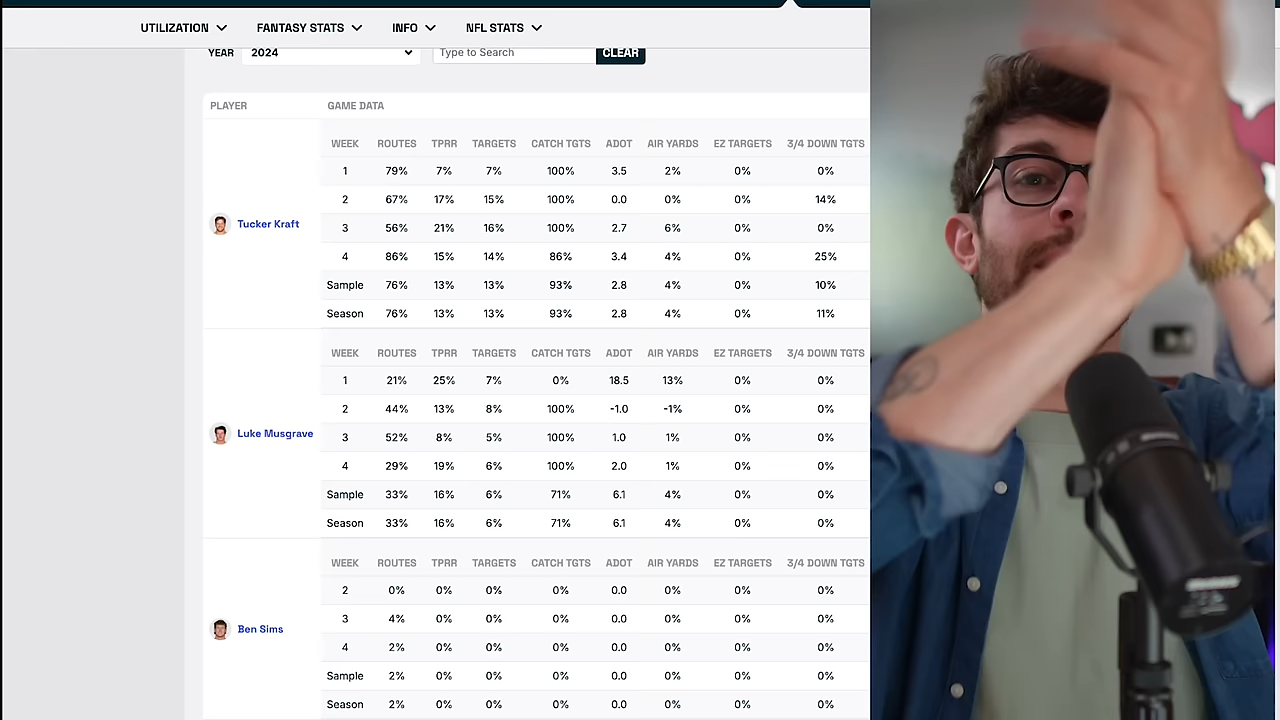 UTILIZATION FANTASY STATS INFO NFL STATS
YEAR 2024 Type to Search CLEAR
PLAYER GAME DATA
WEEK ROUTES TPRR TARGETS CATCH TGTS ADOT AIR YARDS EZ TARGETS 3/4 DOWN TGTS
1 79% 7% 7% 100% 3.5 2% 0% 0%
2 67% 17% 15% 100% 0.0 0% 0% 14%
Tucker Kraft
3 56% 21% 16% 100% 2.7 6% 0% 0%
4 86% 15% 14% 86% 3.4 4% 0% 25%
Sample 76% 13% 13% 93% 2.8 4% 0% 10%
Season 76% 13% 13% 93% 2.8 4% 0% 11%
WEEK ROUTES TPRR TARGETS CATCH TGTS ADOT AIR YARDS EZ TARGETS 3/4 DOWN TGTS
1 21% 25% 7% 0% 18.5 13% 0% 0%
2 44% 13% 8% 100% -1.0 -1% 0% 0%
Luke Musgrave
3 52% 8% 5% 100% 1.0 1% 0% 0%
4 29% 19% 6% 100% 2.0 1% 0% 0%
Sample 33% 16% 6% 71% 6.1 4% 0% 0%
Season 33% 16% 6% 71% 6.1 4% 0% 0%
WEEK ROUTES TPRR TARGETS CATCH TGTS ADOT AIR YARDS EZ TARGETS 3/4 DOWN TGTS
2 0% 0% 0% 0% 0.0 0% 0% 0%
3 4% 0% 0% 0% 0.0 0% 0% 0%
Ben Sims
4 2% 0% 0% 0% 0.0 0% 0% 0%
Sample 2% 0% 0% 0% 0.0 0% 0% 0%
Season 2% 0% 0% 0% 0.0 0% 0% 0%